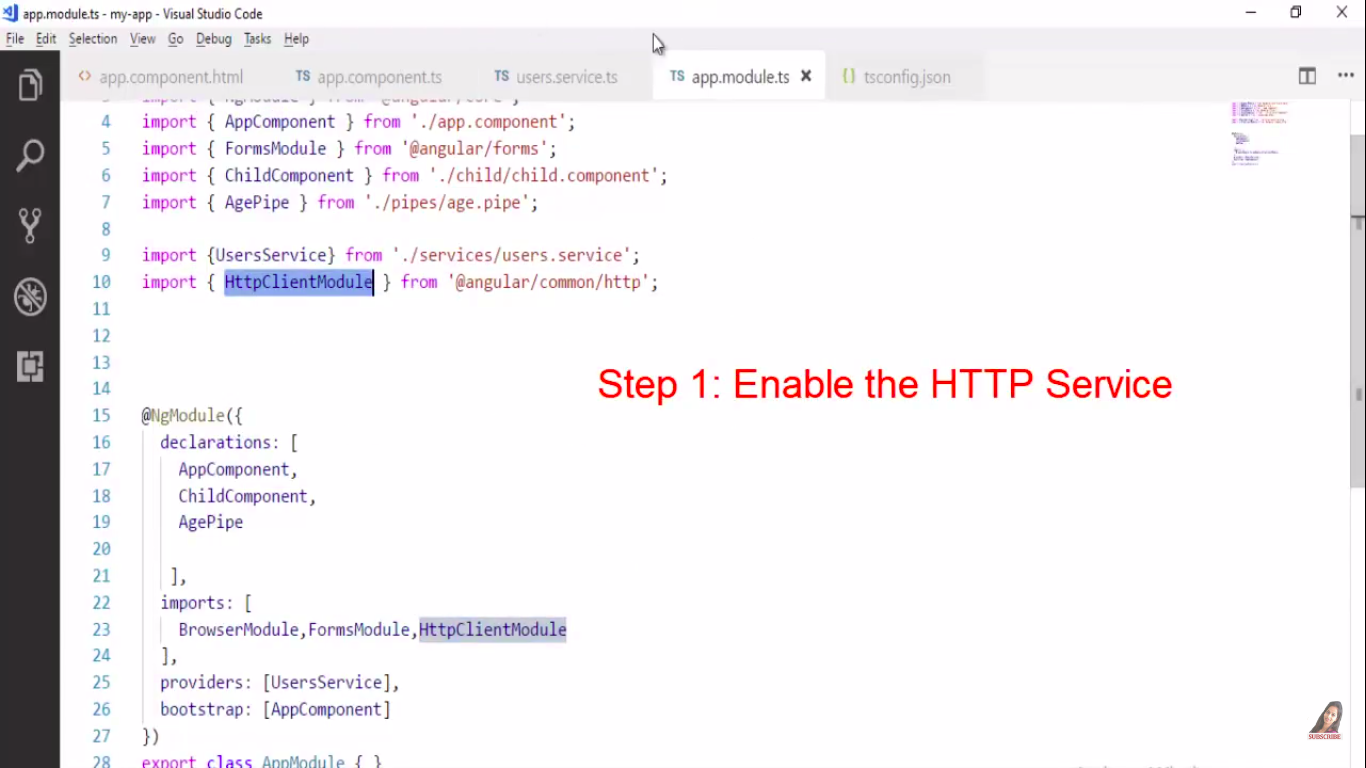 app.module.ts - my-app - Visual Studio Code
File Edit Selection View Go Debug Tasks Help
<> app.component.html TS app.component.ts TS users.service.ts TS app.module.ts × {} tsconfig.json
3 import { NgModule } from '@angular/core';
4 import { AppComponent } from './app.component';
5 import { FormsModule } from '@angular/forms';
6 import { ChildComponent } from './child/child.component';
7 import { AgePipe } from './pipes/age.pipe';
8
9 import {UsersService} from './services/users.service';
10 import { HttpClientModule } from '@angular/common/http';
11
12
13
Step 1: Enable the HTTP Service
14
15 @NgModule({
16 declarations: [
17 AppComponent,
18 ChildComponent,
19 AgePipe
20
21 ],
22 imports: [
23 BrowserModule,FormsModule,HttpClientModule
24 ],
25 providers: [UsersService],
26 bootstrap: [AppComponent]
27 })
28 export class AppModule { }
SUBSCRIBE